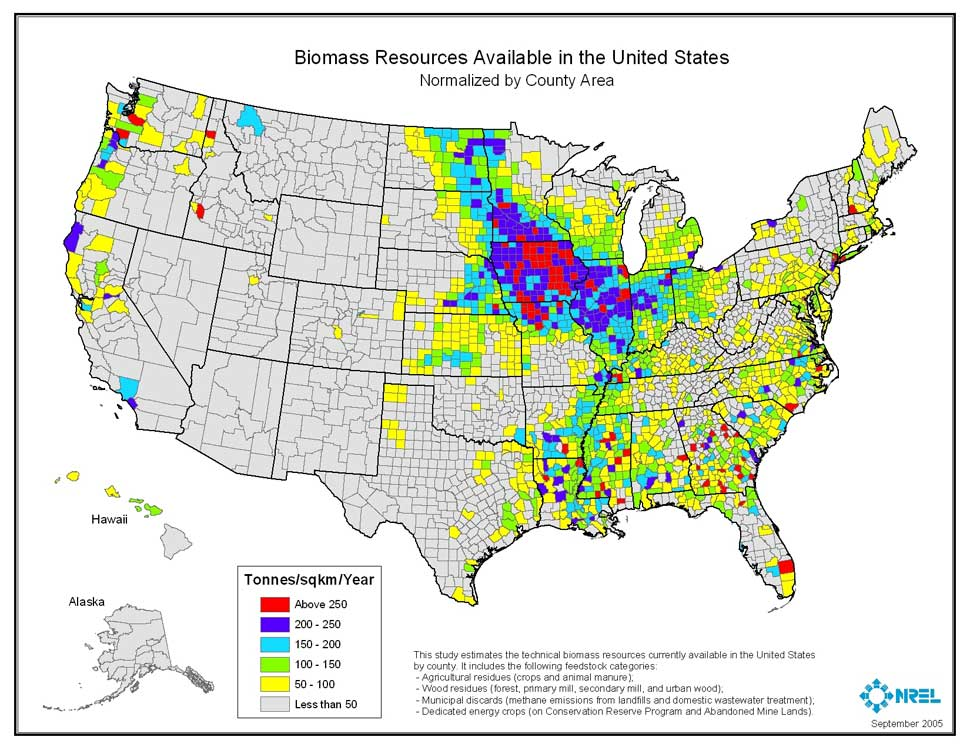 Biomass Resources Available in the United States
Normalized by County Area
Hawaii
Alaska
Tonnes/sqkm/Year
Above 250
200 - 250
150 - 200
100 - 150
50 - 100
Less than 50
This study estimates the technical biomass resources currently available in the United States
by county. It includes the following feedstock categories:
- Agricultural residues (crops and animal manure);
- Wood residues (forest, primary mill, secondary mill, and urban wood);
- Municipal discards (methane emissions from landfills and domestic wastewater treatment);
- Dedicated energy crops (on Conservation Reserve Program and Abandoned Mine Lands).
NREL
September 2005